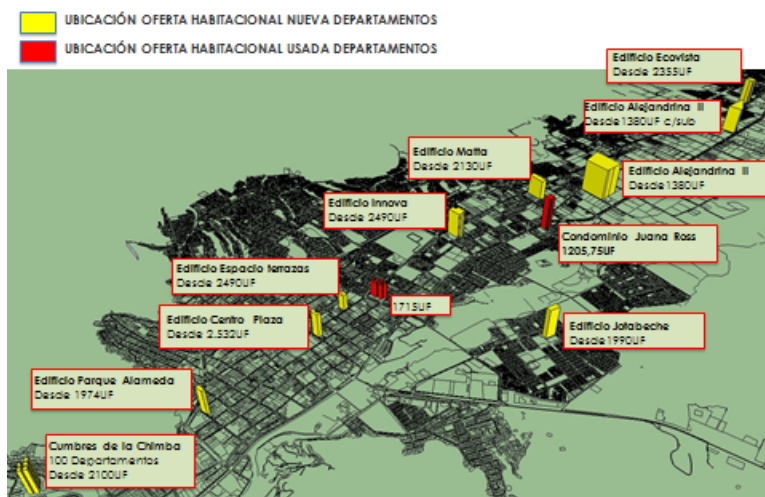 UBICACIÓN OFERTA HABITACIONAL NUEVA DEPARTAMENTOS
UBICACIÓN OFERTA HABITACIONAL USADA DEPARTAMENTOS
Edificio Ecovista
Desde 2355UF
Edificio Alejandrina II
Desde1380UF c/sub
Edificio Matta
Desde 2130UF
Edificio Alejandrina II
Desde1380UF
Edificio Innova
Desde 2490UF
Condominio Juana Ross
1205,75UF
Edificio Espacio terrazas
Desde 2490UF
1715UF
Edificio Centro Plaza
Desde 2.532UF
Edificio Jotabeche
Desde1990UF
Edificio Parque Alameda
Desde 1974UF
Cumbres de la Chimba
100 Departamentos
Desde 2100UF